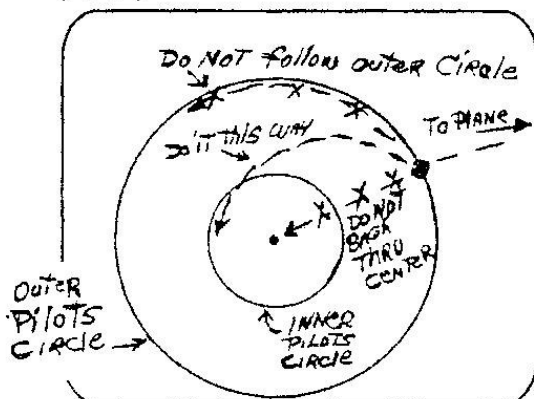 DO NOT follow outer Circle
TO PLANE
DO IT THIS WAY
DO NOT
BACK
THRU
CENTER
Outer
PILOTS
CIRCLE
INNER
PILOTS
CIRCLE